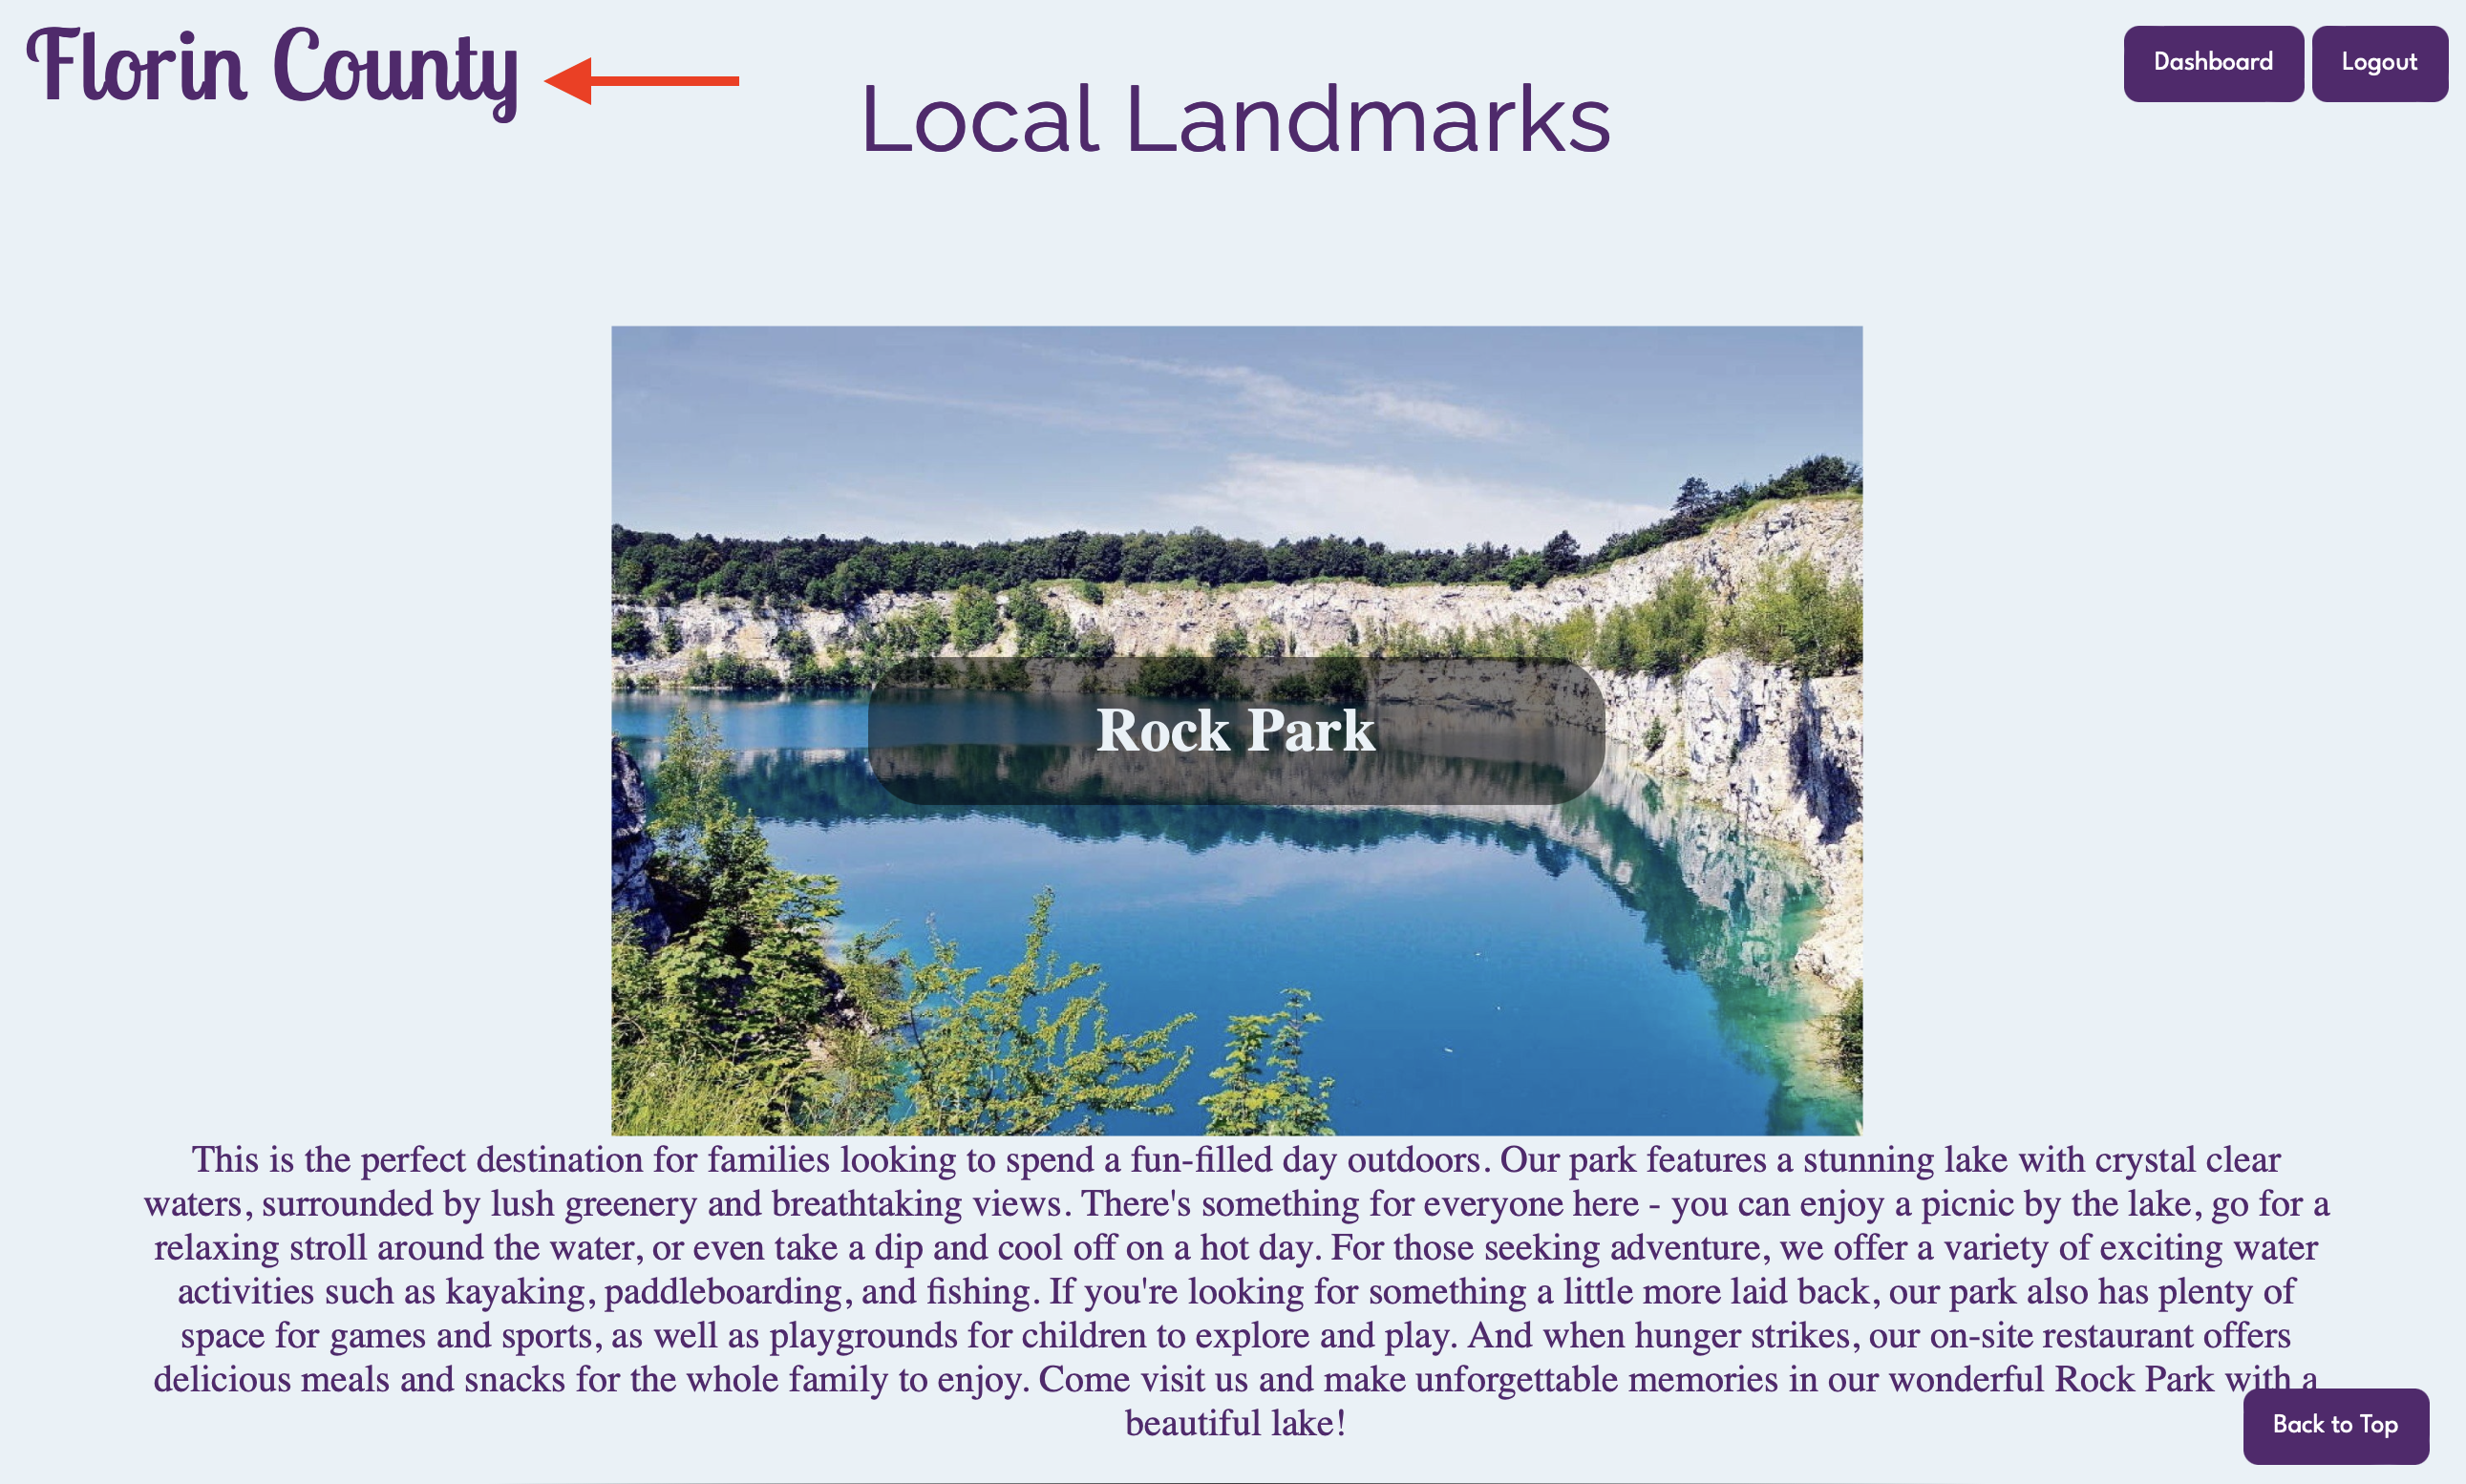 Florin County
Dashboard
Logout
Local Landmarks
Rock Park
This is the perfect destination for families looking to spend a fun-filled day outdoors. Our park features a stunning lake with crystal clear
waters, surrounded by lush greenery and breathtaking views. There's something for everyone here - you can enjoy a picnic by the lake, go for a
relaxing stroll around the water, or even take a dip and cool off on a hot day. For those seeking adventure, we offer a variety of exciting water
activities such as kayaking, paddleboarding, and fishing. If you're looking for something a little more laid back, our park also has plenty of
space for games and sports, as well as playgrounds for children to explore and play. And when hunger strikes, our on-site restaurant offers
delicious meals and snacks for the whole family to enjoy. Come visit us and make unforgettable memories in our wonderful Rock Park with a
beautiful lake!
Back to Top